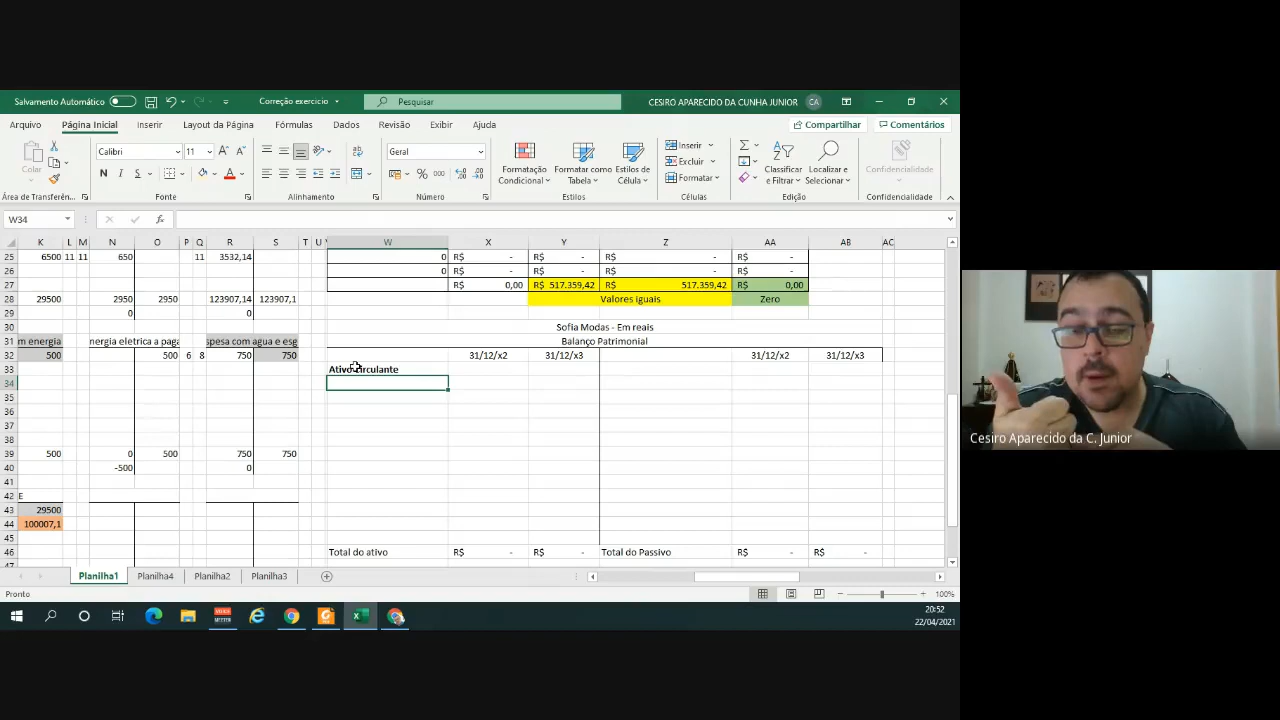 Salvamento Automático
Correção exercicio
Pesquisar
CESIRO APARECIDO DA CUNHA JUNIOR CA
Arquivo Página Inicial Inserir Layout da Página Fórmulas Dados Revisão Exibir Ajuda Compartilhar Comentários
Colar
Calibri 11
N I S
Geral
Formatação Condicional
Formatar como Tabela
Estilos de Célula
Inserir
Excluir
Formatar
Classificar e Filtrar
Localizar e Selecionar
Confidencialidade
Área de Transferên... Fonte Alinhamento Número Estilos Células Edição Confidencialidade
W34 fx
K L M N O P Q R S T U W X Y Z AA AB AC
25 6500 11 11 650 11 3532,14 0 R$ - R$ - R$ - R$ -
26 0 R$ - R$ - R$ - R$ -
27 R$ 0,00 R$ 517.359,42 R$ 517.359,42 R$ 0,00
28 29500 2950 2950 123907,14 123907,1 Valores iguais Zero
29 0 0
30 Sofia Modas - Em reais
31 m energia nergia eletrica a paga spesa com agua e esg Balanço Patrimonial
32 500 500 6 8 750 750 31/12/x2 31/12/x3 31/12/x2 31/12/x3
33 Ativo circulante
34
35
36
37
38
39 500 0 500 750 750
40 -500 0
41
42 E
43 29500
44 100007,1
45
46 Total do ativo R$ - R$ - Total do Passivo R$ - R$ -
Planilha1 Planilha4 Planilha2 Planilha3
Pronto 100%
20:52
22/04/2021
Cesiro Aparecido da C. Junior